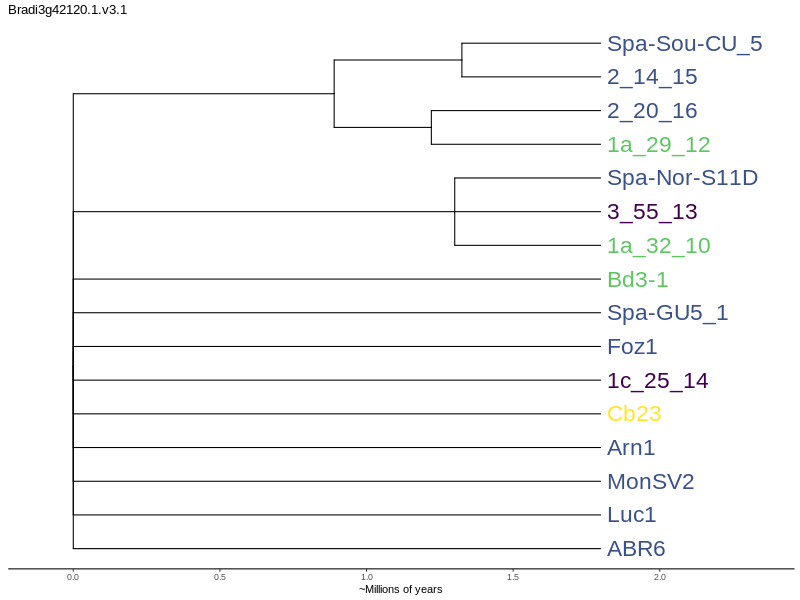 Bradi3g42120.1.v3.1
Spa-Sou-CU_5
2_14_15
2_20_16
1a_29_12
Spa-Nor-S11D
3_55_13
1a_32_10
Bd3-1
Spa-GU5_1
Foz1
1c_25_14
Cb23
Arn1
MonSV2
Luc1
ABR6
0.0 0.5 1.0 1.5 2.0
~Millions of years